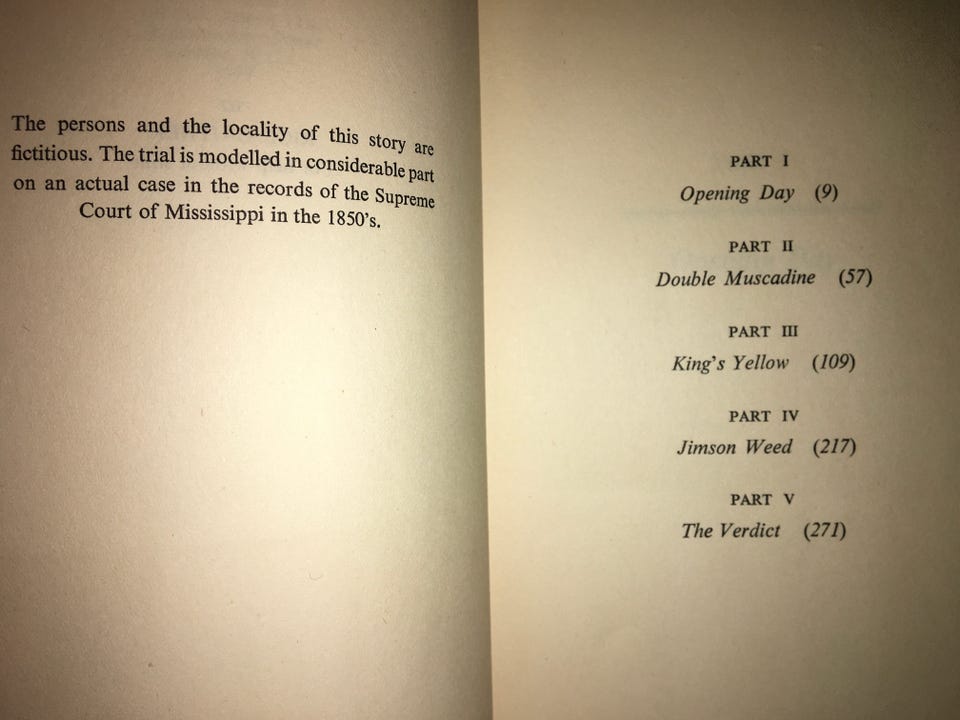 The persons and the locality of this story are
fictitious. The trial is modelled in considerable part
on an actual case in the records of the Supreme
Court of Mississippi in the 1850's.
PART I
Opening Day (9)
PART II
Double Muscadine (57)
PART III
King's Yellow (109)
PART IV
Jimson Weed (217)
PART V
The Verdict (271)